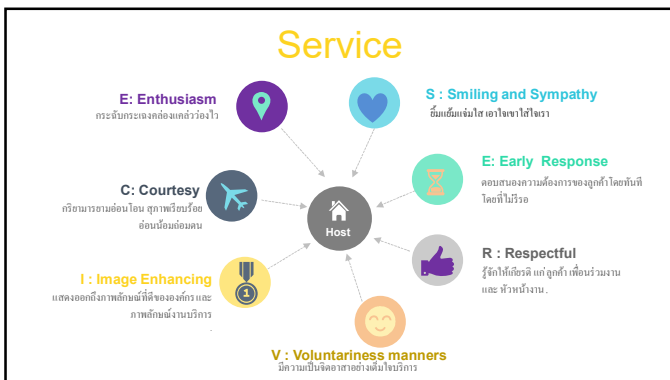 Service
S : Smiling and Sympathy
ยิ้มแย้มแจ่มใส เอาใจเขาใส่ใจเรา
E: Early Response
ตอบสนองความต้องการของลูกค้าโดยทันที
โดยที่ไม่รีรอ
R : Respectful
รู้จักให้เกียรติ แก่ ลูกค้า เพื่อนร่วมงาน
และ หัวหน้างาน .
V : Voluntariness manners
มีความเป็นจิตอาสาอย่างเต็มใจบริการ
I : Image Enhancing
แสดงออกถึงภาพลักษณ์ที่ดีขององค์กร และ
ภาพลักษณ์งานบริการ
.
C: Courtesy
กริยามารยามอ่อนโอน สุภาพเรียบร้อย
อ่อนน้อมถ่อมตน
E: Enthusiasm
กระฉับกระเฉงคล่องแคล่วว่องไว
Host
1